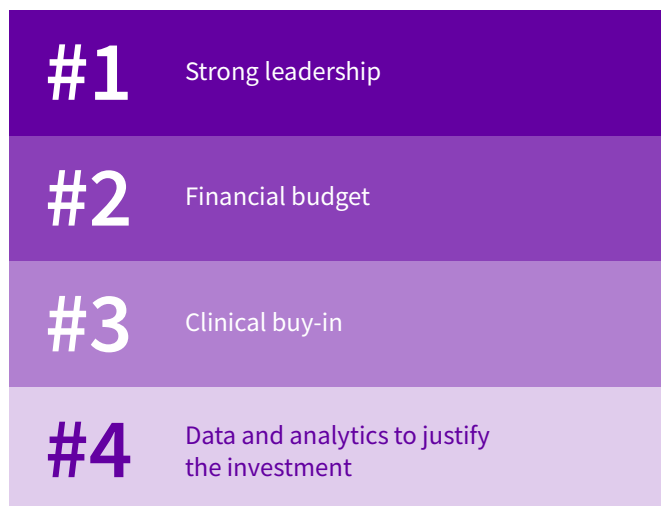 #1 Strong leadership
#2 Financial budget
#3 Clinical buy-in
#4 Data and analytics to justify
the investment